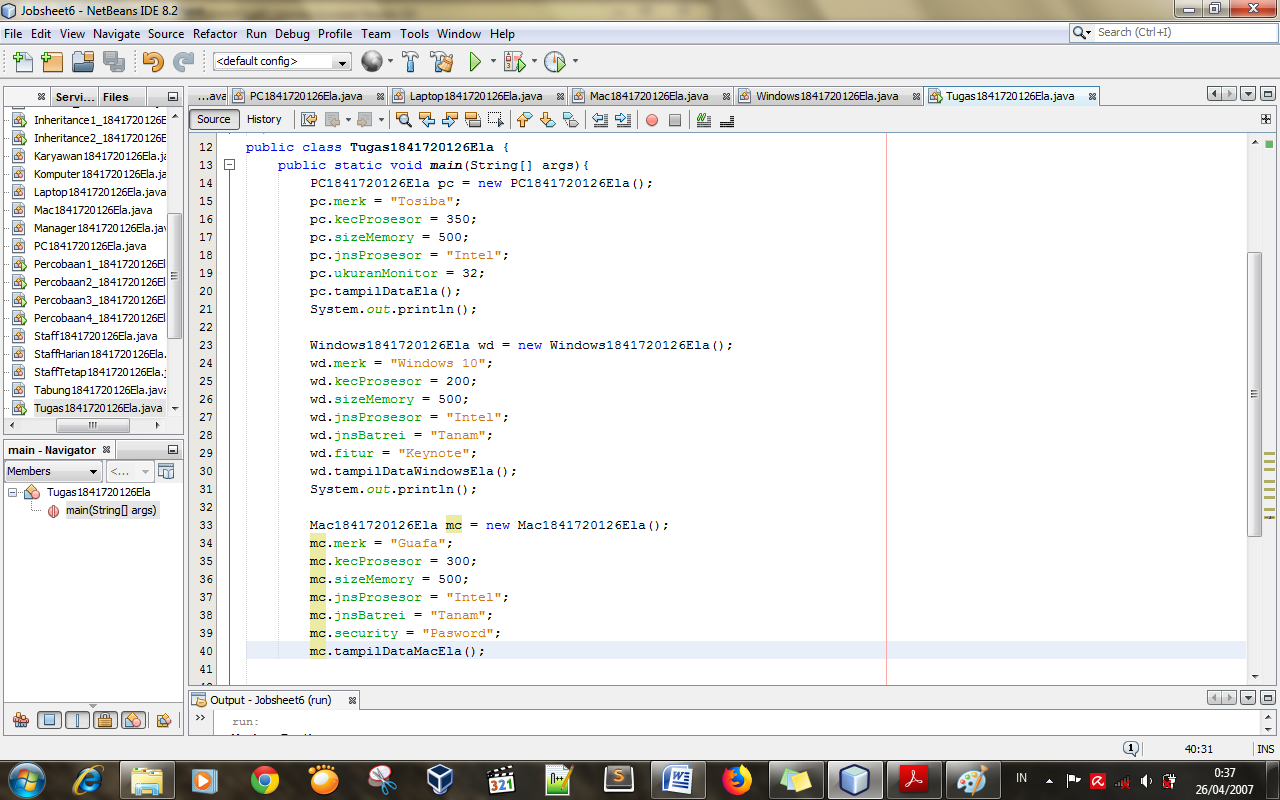 Jobsheet6 - NetBeans IDE 8.2
File Edit View Navigate Source Refactor Run Debug Profile Team Tools Window Help
Search (Ctrl+I)
<default config>
Servi... Files
...ava PC1841720126Ela.java Laptop1841720126Ela.java Mac1841720126Ela.java Windows1841720126Ela.java Tugas1841720126Ela.java
Source History
Inheritance1_1841720126E
Inheritance2_1841720126E
Karyawan1841720126Ela.ja
Komputer1841720126Ela.ja
Laptop1841720126Ela.java
Mac1841720126Ela.java
Manager1841720126Ela.jav
PC1841720126Ela.java
Percobaan1_1841720126El
Percobaan2_1841720126El
Percobaan3_1841720126El
Percobaan4_1841720126El
Staff1841720126Ela.java
StaffHarian1841720126Ela.
StaffTetap1841720126Ela.j
Tabung1841720126Ela.java
Tugas1841720126Ela.java
main - Navigator
Members <...
Tugas1841720126Ela
main(String[] args)
12 public class Tugas1841720126Ela {
13 public static void main(String[] args){
14 PC1841720126Ela pc = new PC1841720126Ela();
15 pc.merk = "Tosiba";
16 pc.kecProsesor = 350;
17 pc.sizeMemory = 500;
18 pc.jnsProsesor = "Intel";
19 pc.ukuranMonitor = 32;
20 pc.tampilDataEla();
21 System.out.println();
22
23 Windows1841720126Ela wd = new Windows1841720126Ela();
24 wd.merk = "Windows 10";
25 wd.kecProsesor = 200;
26 wd.sizeMemory = 500;
27 wd.jnsProsesor = "Intel";
28 wd.jnsBatrei = "Tanam";
29 wd.fitur = "Keynote";
30 wd.tampilDataWindowsEla();
31 System.out.println();
32
33 Mac1841720126Ela mc = new Mac1841720126Ela();
34 mc.merk = "Guafa";
35 mc.kecProsesor = 300;
36 mc.sizeMemory = 500;
37 mc.jnsProsesor = "Intel";
38 mc.jnsBatrei = "Tanam";
39 mc.security = "Pasword";
40 mc.tampilDataMacEla();
41
Output - Jobsheet6 (run)
run:
1 40:31 INS
IN
0:37
26/04/2007